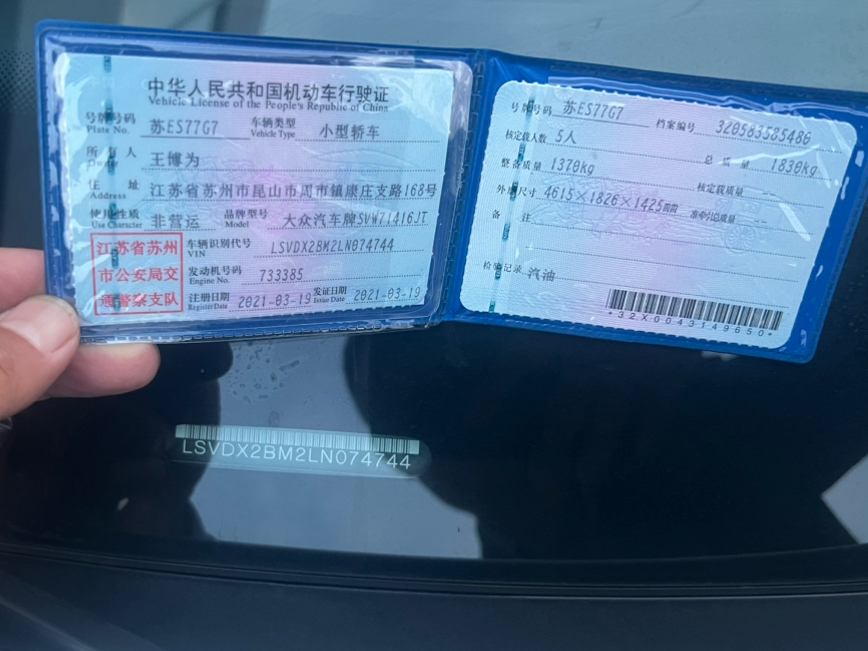 中华人民共和国机动车行驶证
Vehicle License of the People's Republic of China
号牌号码 苏ES77G7 车辆类型 小型轿车
Plate No. Vehicle Type
所有人 王博为
Owner
住址 江苏省苏州市昆山市周市镇康庄支路168号
Address
使用性质 非营运 品牌型号 大众汽车牌SVW71416JT
Use Character Model
江苏省苏州
市公安局交
通警察支队
车辆识别代号 LSVDX2BM2LN074744
VIN
发动机号码 733385
Engine No.
注册日期 2021-03-19 发证日期 2021-03-19
Register Date Issue Date
号牌号码 苏ES77G7 档案编号 320583585486
核定载人数 5人 总质量 1830kg
整备质量 1370kg 核定载质量 --
外廓尺寸 4615×1826×1425mm 准牵引总质量 --
备注
检验记录 汽油
*32X0043149650*
LSVDX2BM2LN074744